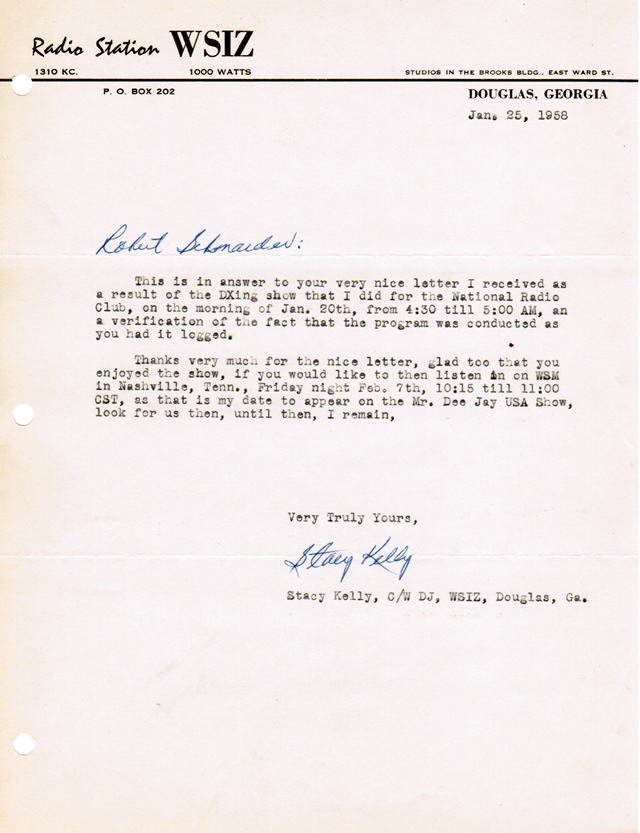 Radio Station WSIZ
1310 KC. 1000 WATTS STUDIOS IN THE BROOKS BLDG., EAST WARD ST.
P. O. BOX 202 DOUGLAS, GEORGIA
Jan. 25, 1958
Robert
This is in answer to your very nice letter I received as
a result of the DXing show that I did for the National Radio
Club, on the morning of Jan. 20th, from 4:30 till 5:00 AM, an
a verification of the fact that the program was conducted as
you had it logged.
Thanks very much for the nice letter, glad too that you
enjoyed the show, if you would like to then listen in on WSM
in Nashville, Tenn., Friday night Feb. 7th, 10:15 till 11:00
CST, as that is my date to appear on the Mr. Dee Jay USA Show,
look for us then, until then, I remain,
Very Truly Yours,
Stacy Kelly
Stacy Kelly, C/W DJ, WSIZ, Douglas, Ga.